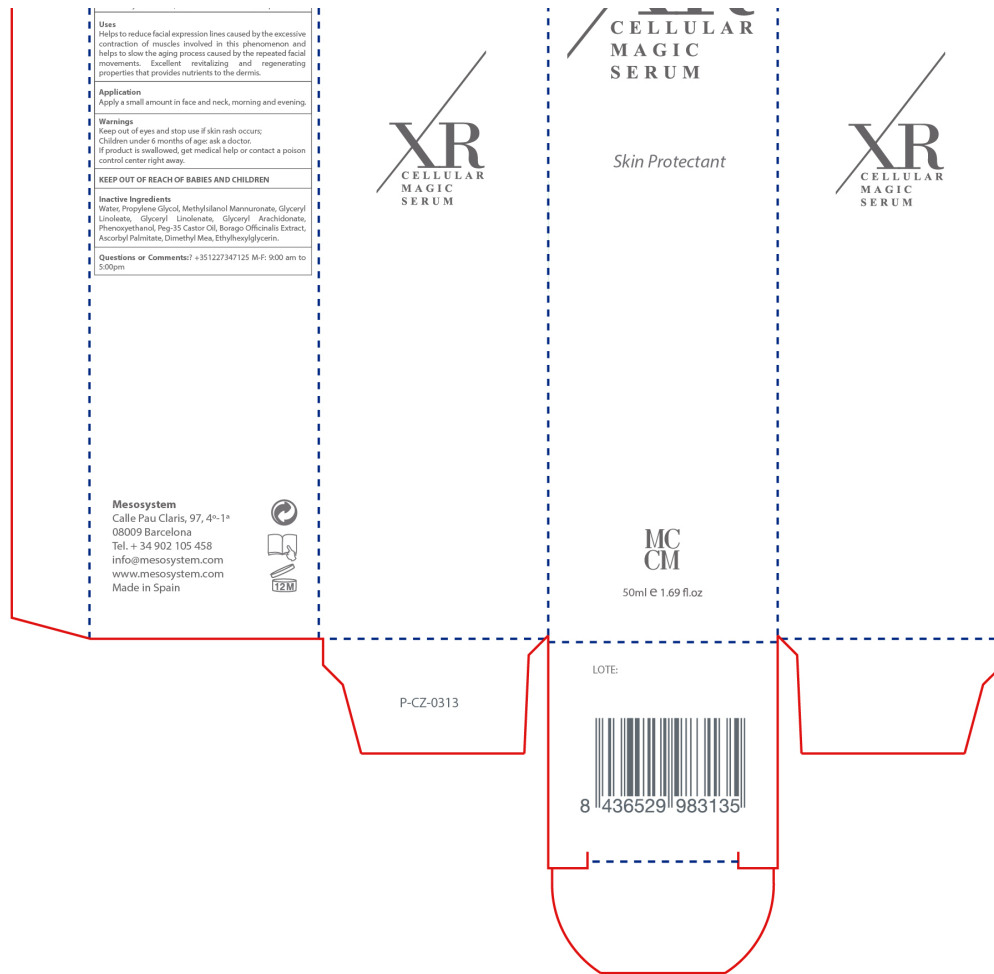 Uses
Helps to reduce facial expression lines caused by the excessive
contraction of muscles involved in this phenomenon and
helps to slow the aging process caused by the repeated facial
movements. Excellent revitalizing and regenerating
properties that provides nutrients to the dermis.
Application
Apply a small amount in face and neck, morning and evening.
Warnings
Keep out of eyes and stop use if skin rash occurs;
Children under 6 months of age: ask a doctor.
If product is swallowed, get medical help or contact a poison
control center right away.
KEEP OUT OF REACH OF BABIES AND CHILDREN
Inactive Ingredients
Water, Propylene Glycol, Methylsilanol Mannuronate, Glyceryl
Linoleate, Glyceryl Linolenate, Glyceryl Arachidonate,
Phenoxyethanol, Peg-35 Castor Oil, Borago Officinalis Extract,
Ascorbyl Palmitate, Dimethyl Mea, Ethylhexylglycerin.
Questions or Comments:? +351227347125 M-F: 9:00 am to
5:00pm
Mesosystem
Calle Pau Claris, 97, 4º-1ª
08009 Barcelona
Tel. + 34 902 105 458
info@mesosystem.com
www.mesosystem.com
Made in Spain
12M
XR
CELLULAR
MAGIC
SERUM
P-CZ-0313
XR
CELLULAR
MAGIC
SERUM
Skin Protectant
MC
CM
50ml e 1.69 fl.oz
LOTE:
8 436529 983135
XR
CELLULAR
MAGIC
SERUM